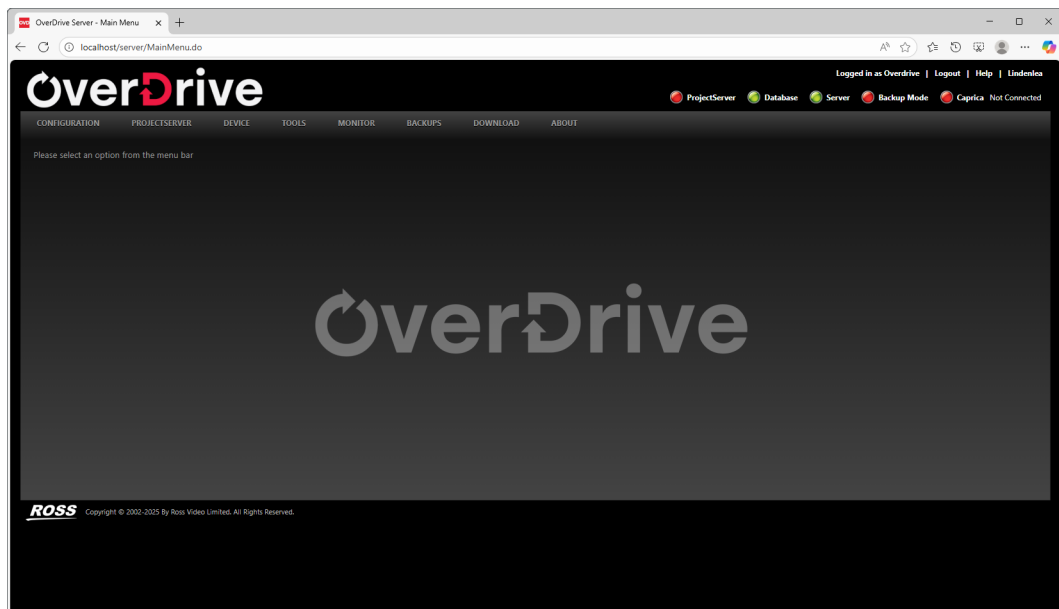 OverDrive Server - Main Menu
localhost/server/MainMenu.do
OverDrive
Logged in as Overdrive | Logout | Help | Lindenlea
ProjectServer Database Server Backup Mode Caprica Not Connected
CONFIGURATION PROJECTSERVER DEVICE TOOLS MONITOR BACKUPS DOWNLOAD ABOUT
Please select an option from the menu bar
OverDrive
ROSS Copyright © 2002-2025 By Ross Video Limited. All Rights Reserved.